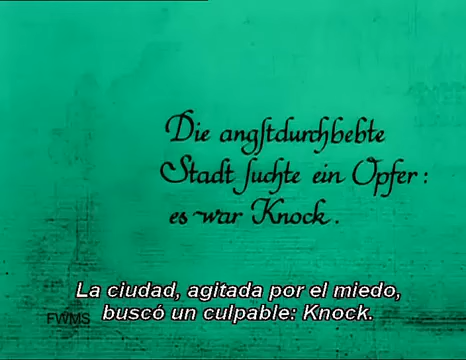 Die angstdurchbebte
Stadt suchte ein Opfer:
es war Knock.
La ciudad, agitada por el miedo,
buscó un culpable: Knock.
FWMS